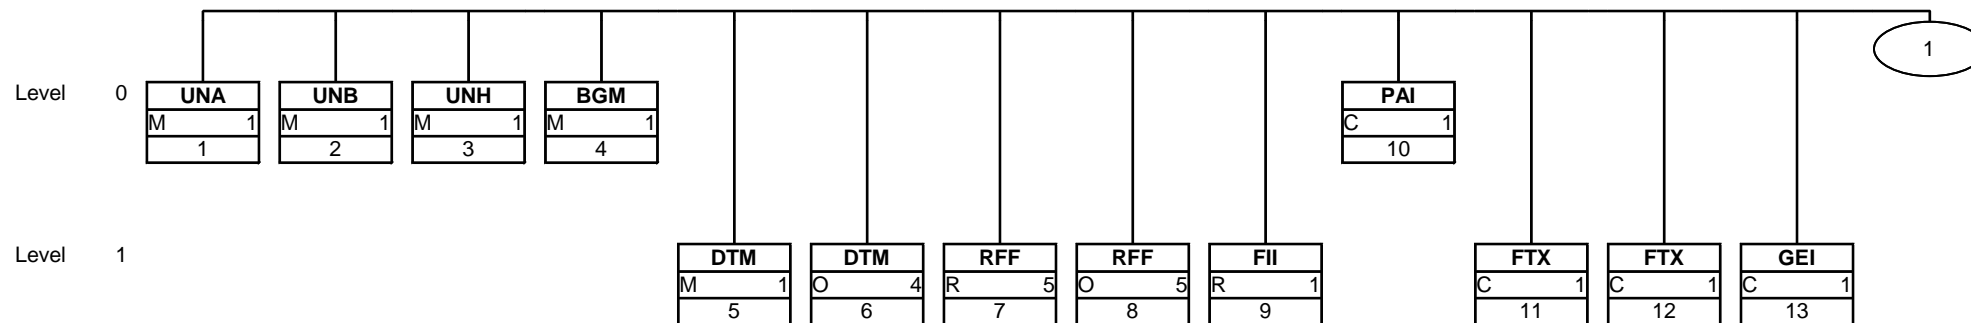 1
Level 0 UNA UNB UNH BGM PAI
M 1 M 1 M 1 M 1 C 1
1 2 3 4 10
Level 1 DTM DTM RFF RFF FII FTX FTX GEI
M 1 O 4 R 5 O 5 R 1 C 1 C 1 C 1
5 6 7 8 9 11 12 13